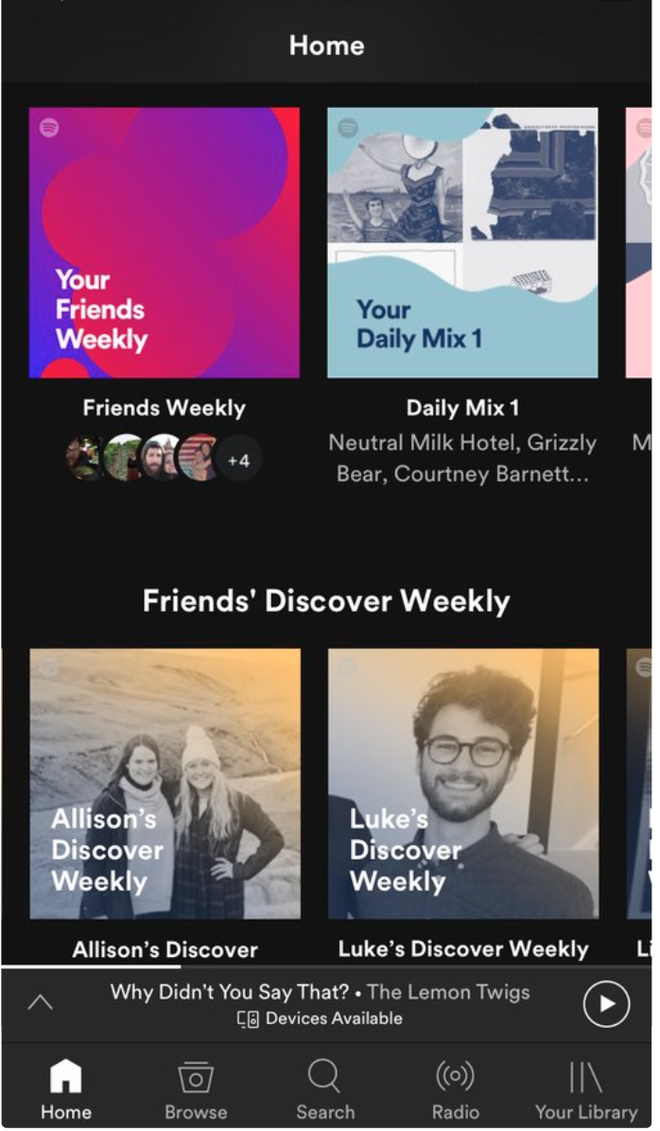 Home
Your
Friends
Weekly
Your
Daily Mix 1
Friends Weekly
+4
Daily Mix 1
Neutral Milk Hotel, Grizzly
Bear, Courtney Barnett...
M
Friends' Discover Weekly
Allison's
Discover
Weekly
Luke's
Discover
Weekly
Allison's Discover
Luke's Discover Weekly
Li
Why Didn't You Say That? • The Lemon Twigs
Devices Available
Home
Browse
Search
Radio
Your Library